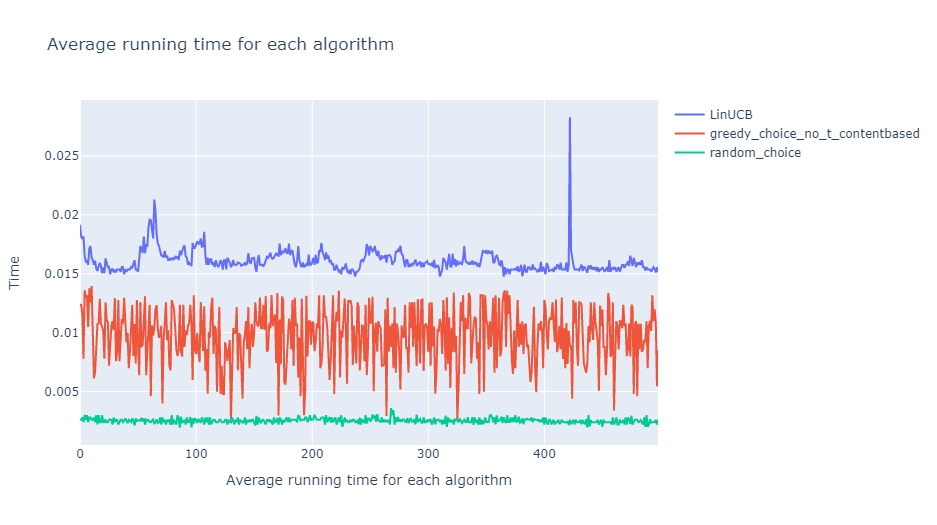 Average running time for each algorithm
LinUCB
greedy_choice_no_t_contentbased
random_choice
0.025
0.02
0.015
0.01
0.005
Time
0
100
200
300
400
Average running time for each algorithm